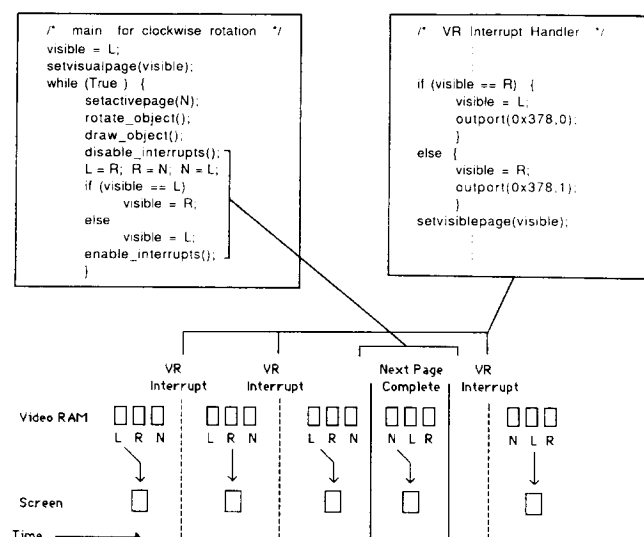 /* main for clockwise rotation */
visible = L;
setvisualpage(visible);
while (True ) {
setactivepage(N);
rotate_object();
draw_object();
disable_interrupts();
L = R; R = N; N = L;
if (visible == L)
visible = R;
else
visible = L;
enable_interrupts();
}
/* VR Interrupt Handler */
if (visible == R) {
visible = L;
outport(0x378,0);
}
else {
visible = R;
outport(0x378,1);
}
setvisiblepage(visible);
VR Interrupt
VR Interrupt
Next Page Complete
VR Interrupt
Video RAM
L R N
L R N
L R N
N L R
N L R
Screen
Time